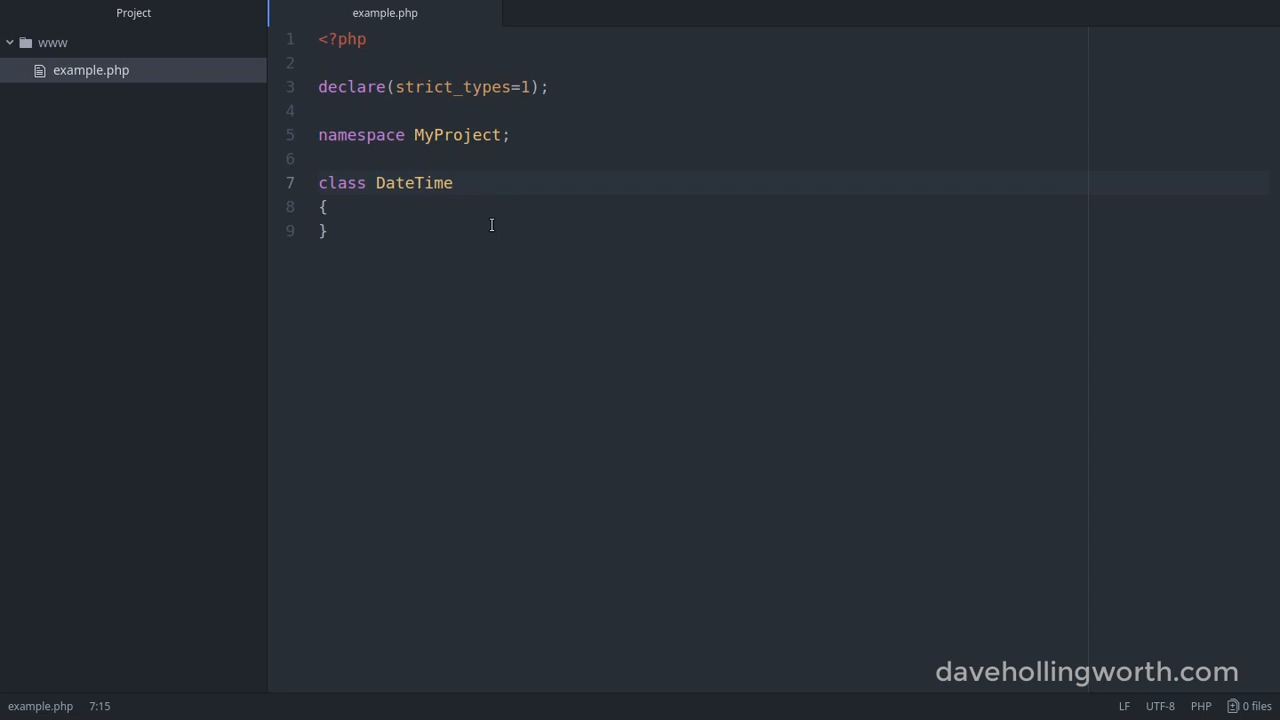 Project
example.php
www
example.php
1 <?php
2
3 declare(strict_types=1);
4
5 namespace MyProject;
6
7 class DateTime
8 {
9 }
davehollingworth.com
example.php 7:15 LF UTF-8 PHP 0 files